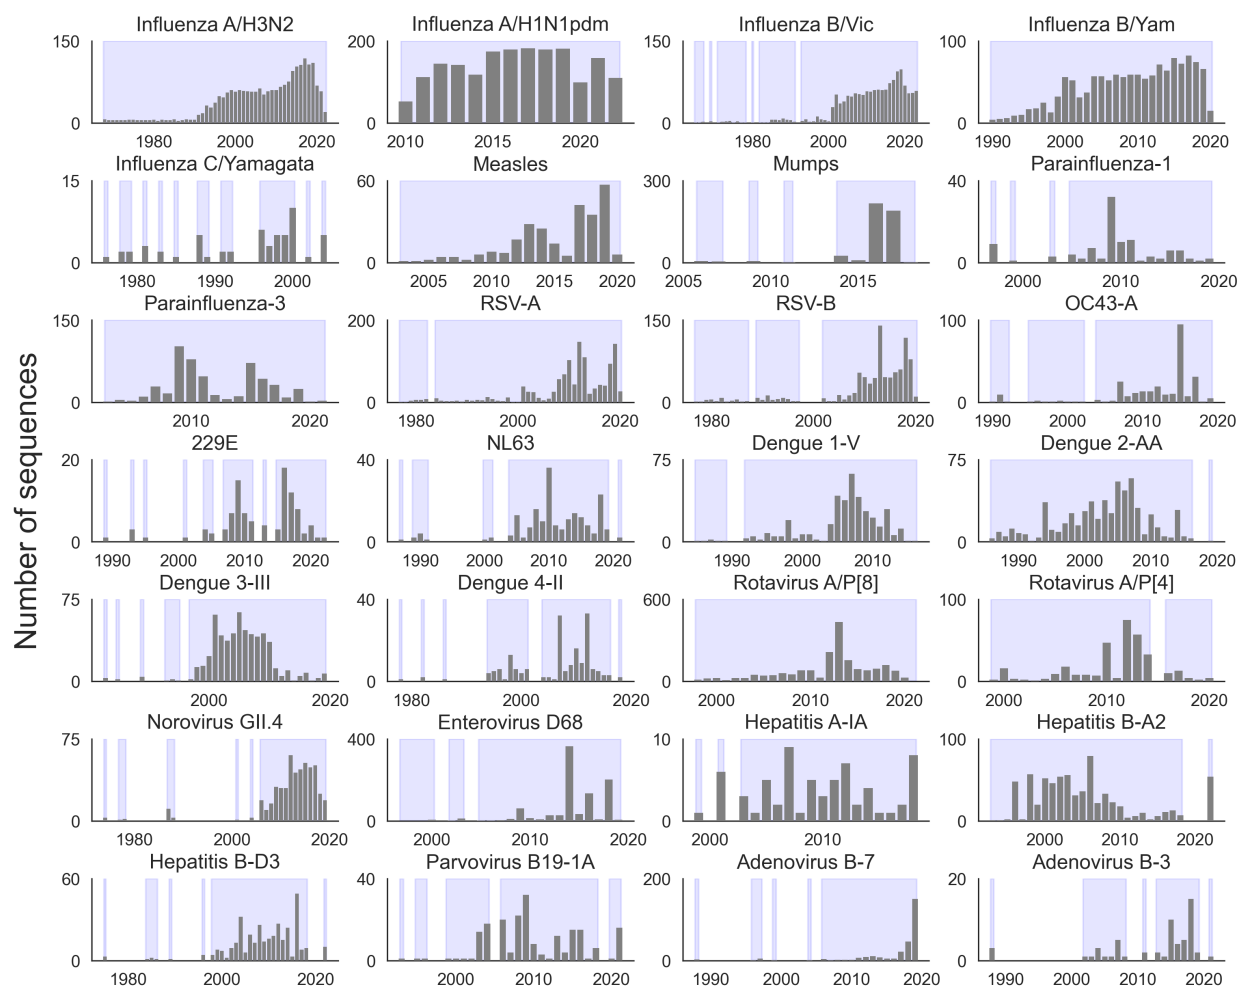 Number of sequences
Influenza A/H3N2 Influenza A/H1N1pdm Influenza B/Vic Influenza B/Yam
150 200 150 100
0 0 0 0
1980 2000 2020 2010 2015 2020 1980 2000 2020 1990 2000 2010 2020
Influenza C/Yamagata Measles Mumps Parainfluenza-1
15 60 300 40
0 0 0 0
1980 1990 2000 2005 2010 2015 2020 2005 2010 2015 2000 2010 2020
Parainfluenza-3 RSV-A RSV-B OC43-A
150 200 150 100
0 0 0 0
2010 2020 1980 2000 2020 1980 2000 2020 1990 2000 2010 2020
229E NL63 Dengue 1-V Dengue 2-AA
20 40 75 75
0 0 0 0
1990 2000 2010 2020 1990 2000 2010 2020 1990 2000 2010 1990 2000 2010 2020
Dengue 3-III Dengue 4-II Rotavirus A/P[8] Rotavirus A/P[4]
75 40 600 100
0 0 0 0
2000 2020 1980 2000 2020 2000 2010 2020 2000 2010 2020
Norovirus GII.4 Enterovirus D68 Hepatitis A-IA Hepatitis B-A2
75 400 10 100
0 0 0 0
1980 2000 2020 2000 2010 2020 2000 2010 2000 2010 2020
Hepatitis B-D3 Parvovirus B19-1A Adenovirus B-7 Adenovirus B-3
60 40 200 20
0 0 0 0
1980 2000 2020 2000 2010 2020 1990 2000 2010 2020 1990 2000 2010 2020